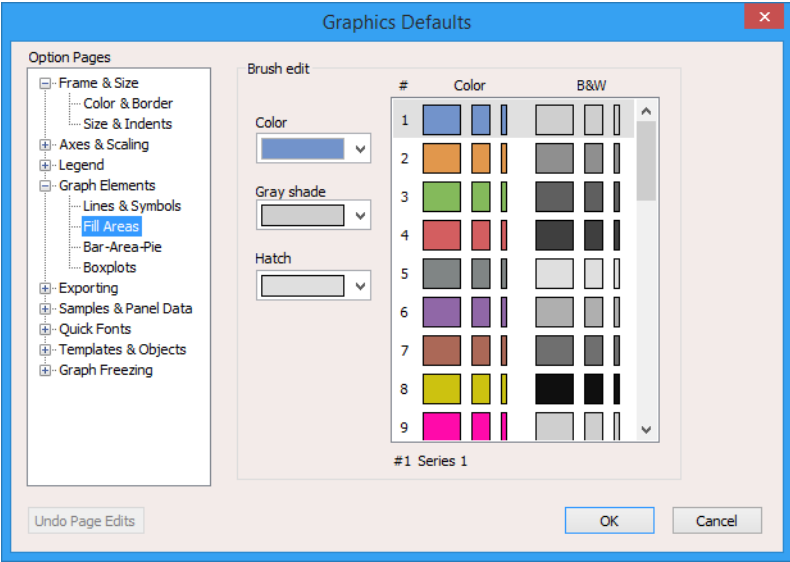 Graphics Defaults
Option Pages
Frame & Size
Color & Border
Size & Indents
Axes & Scaling
Legend
Graph Elements
Lines & Symbols
Fill Areas
Bar-Area-Pie
Boxplots
Exporting
Samples & Panel Data
Quick Fonts
Templates & Objects
Graph Freezing
Brush edit
Color
Gray shade
Hatch
# Color B&W
1
2
3
4
5
6
7
8
9
#1 Series 1
Undo Page Edits
OK
Cancel